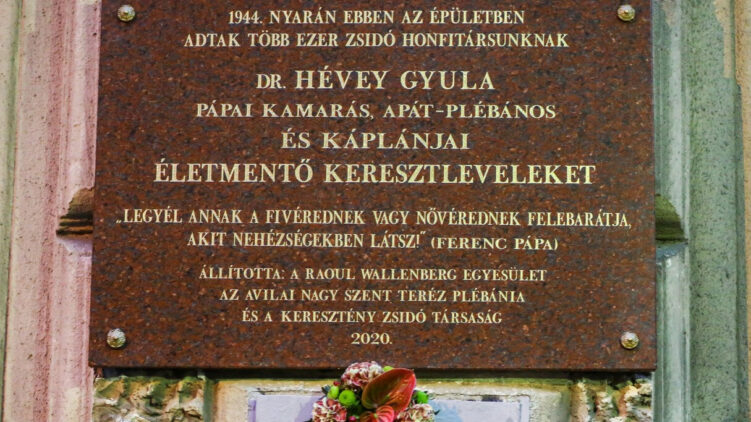 1944. NYARÁN EBBEN AZ ÉPÜLETBEN
ADTAK TÖBB EZER ZSIDÓ HONFITÁRSUNKNAK
DR. HÉVEY GYULA
PÁPAI KAMARÁS, APÁT-PLÉBÁNOS
ÉS KÁPLÁNJAI
ÉLETMENTŐ KERESZTLEVELEKET
„LEGYÉL ANNAK A FIVÉREDNEK VAGY NŐVÉREDNEK FELEBARÁTJA,
AKIT NEHÉZSÉGEKBEN LÁTSZ!" (FERENC PÁPA)
ÁLLÍTOTTA: A RAOUL WALLENBERG EGYESÜLET
AZ AVILAI NAGY SZENT TERÉZ PLÉBÁNIA
ÉS A KERESZTÉNY ZSIDÓ TÁRSASÁG
2020.